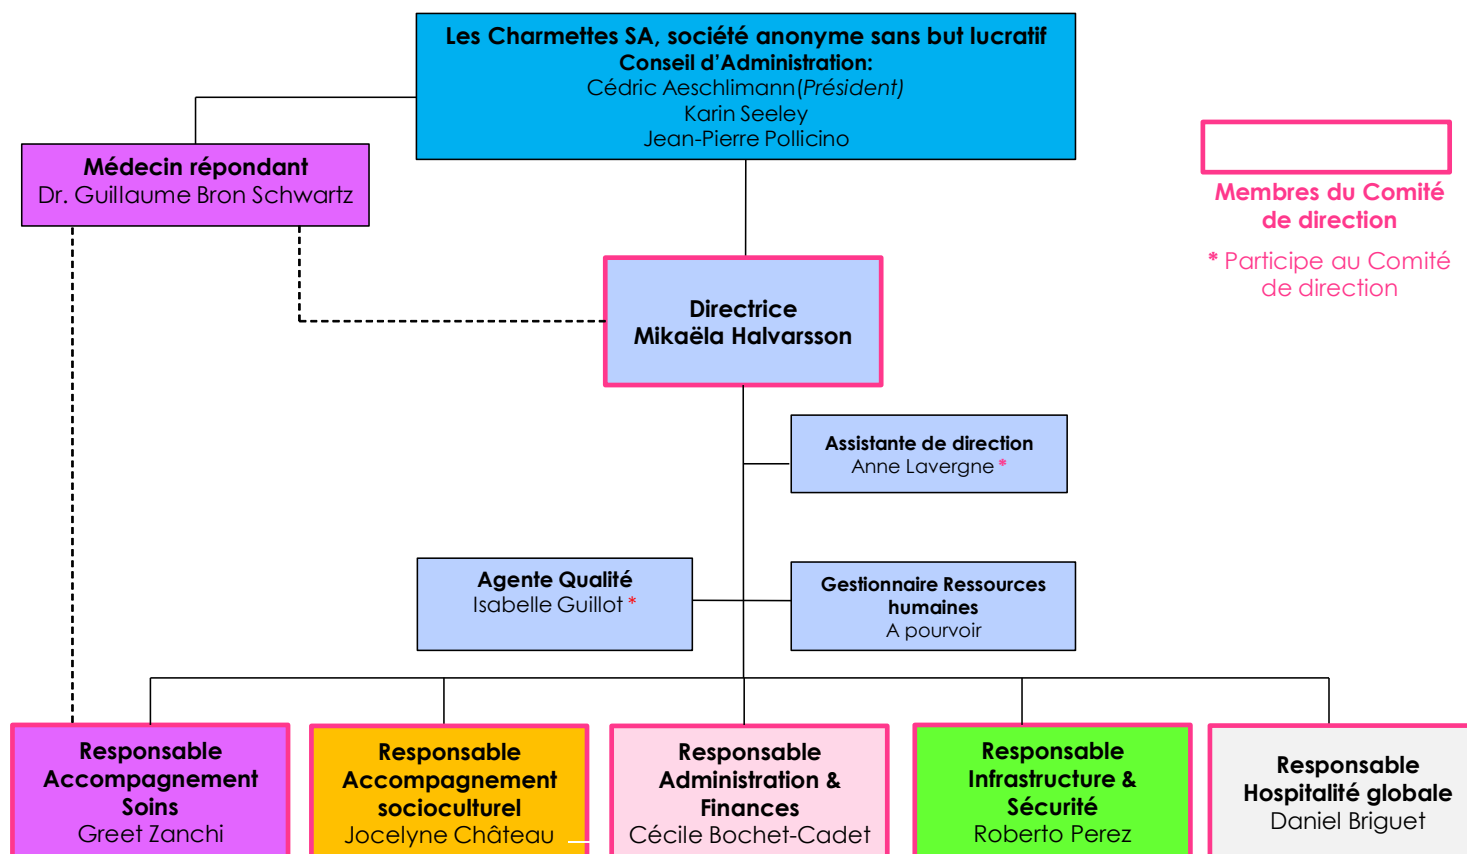 Les Charmettes SA, société anonyme sans but lucratif
Conseil d’Administration:
Cédric Aeschlimann(Président)
Karin Seeley
Jean-Pierre Pollicino
Médecin répondant
Dr. Guillaume Bron Schwartz
Membres du Comité
de direction
* Participe au Comité
de direction
Directrice
Mikaëla Halvarsson
Assistante de direction
Anne Lavergne *
Agente Qualité
Isabelle Guillot *
Gestionnaire Ressources
humaines
A pourvoir
Responsable
Accompagnement
Soins
Greet Zanchi
Responsable
Accompagnement
socioculturel
Jocelyne Château
Responsable
Administration &
Finances
Cécile Bochet-Cadet
Responsable
Infrastructure &
Sécurité
Roberto Perez
Responsable
Hospitalité globale
Daniel Briguet